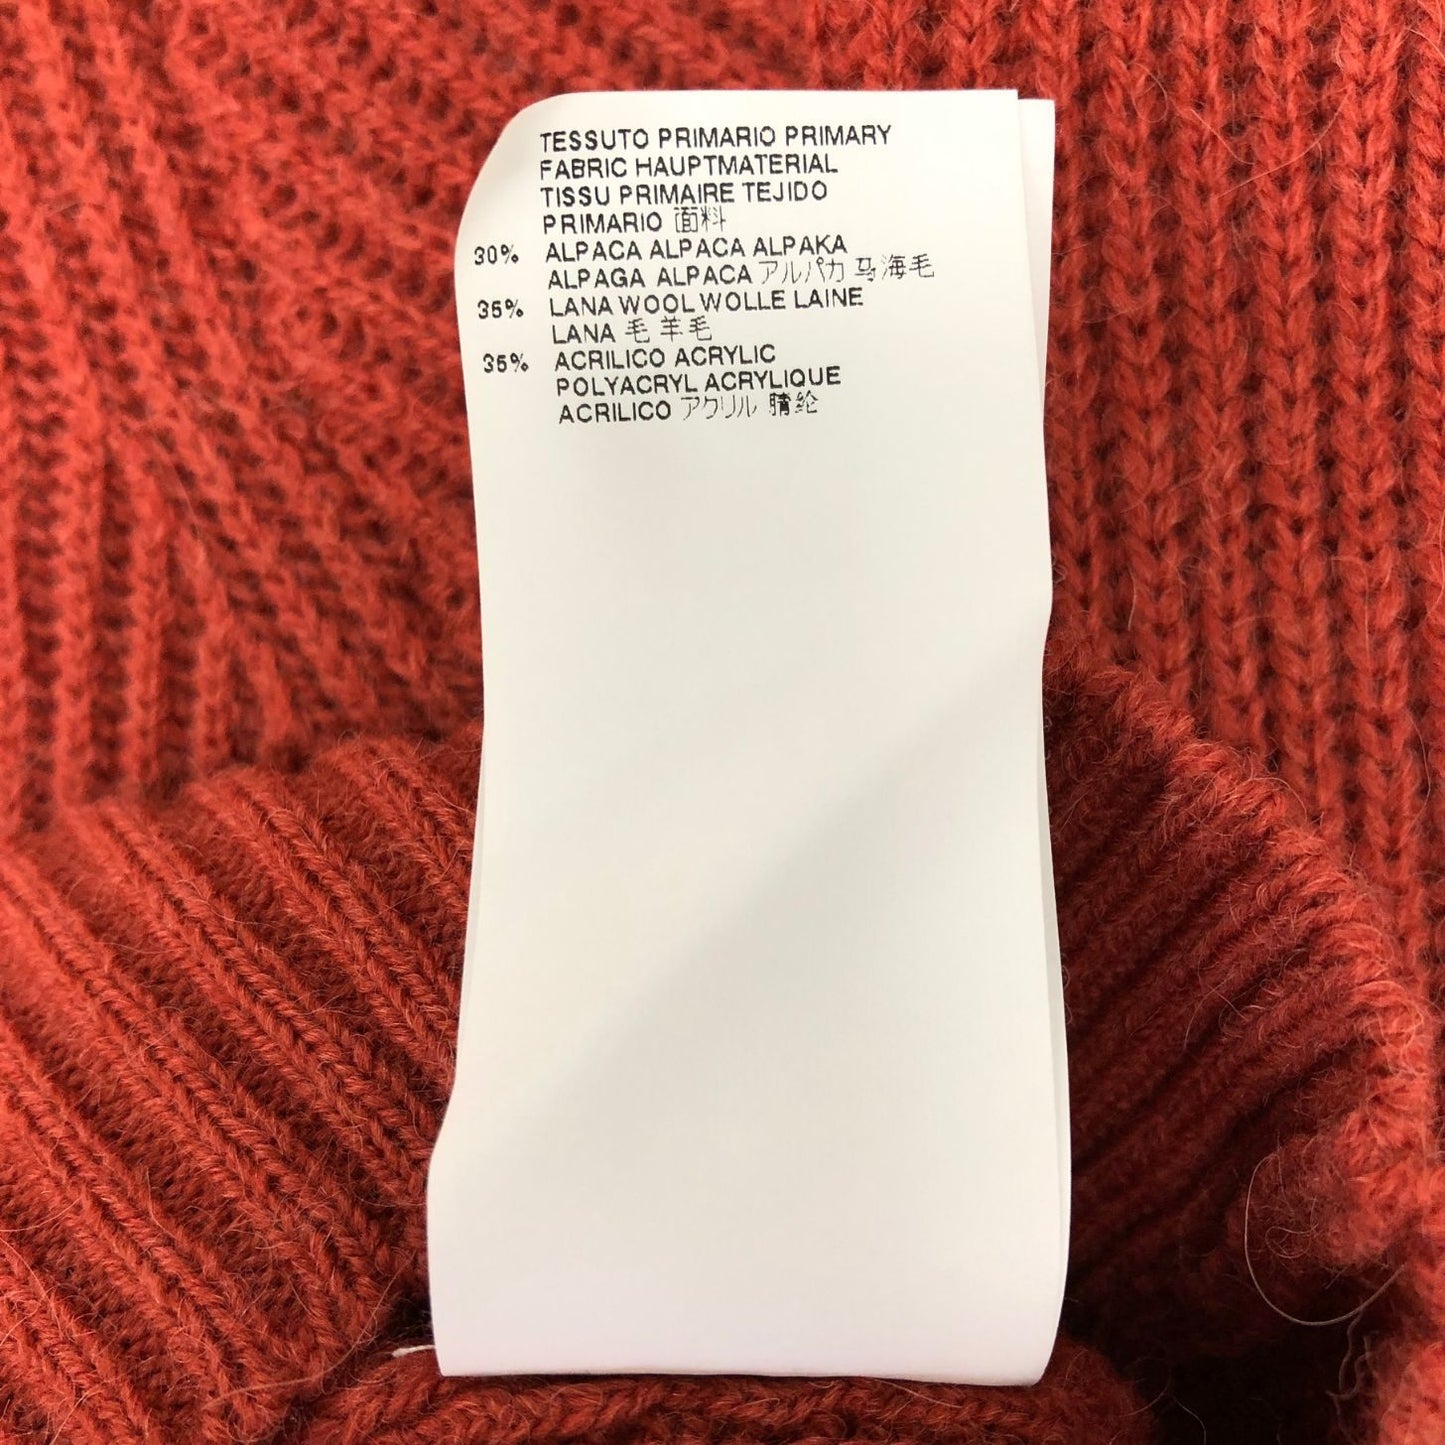 TESSUTO PRIMARIO PRIMARY
FABRIC HAUPTMATERIAL
TISSU PRIMAIRE TEJIDO
PRIMARIO 面料
30% ALPACA ALPACA ALPAKA
ALPAGA ALPACA アルパカ 马海毛
35% LANA WOOL WOLLE LAINE
LANA 毛 羊毛
35% ACRILICO ACRYLIC
POLYACRYL ACRYLIQUE
ACRILICO アクリル 腈纶